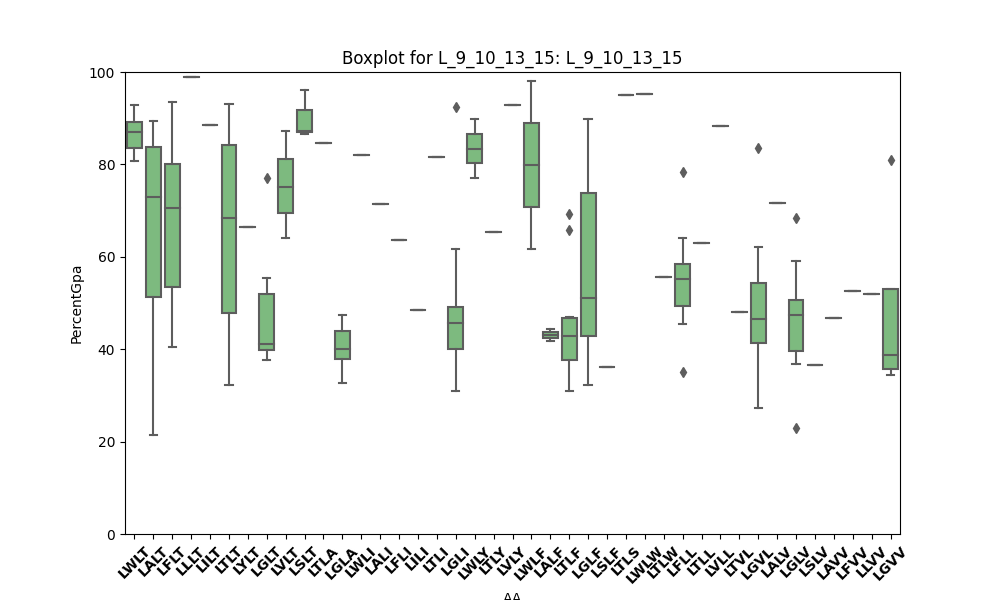 Boxplot for L_9_10_13_15: L_9_10_13_15
PercentGpa
100
80
60
40
20
0
LWLT LALT LFLT LLLT LILT LTLT LYLT LGLT LVLT LSLT LTLA LGLA LWLI LALI LFLI LILI LTLI LGLI LWLY LTLY LVLY LWLF LALF LTLF LGLF LSLF LTLS LWLW LTLW LFLL LTLL LVLL LTVL LGVL LALV LGLV LSLV LAVV LFVV LLVV LGVV
AA